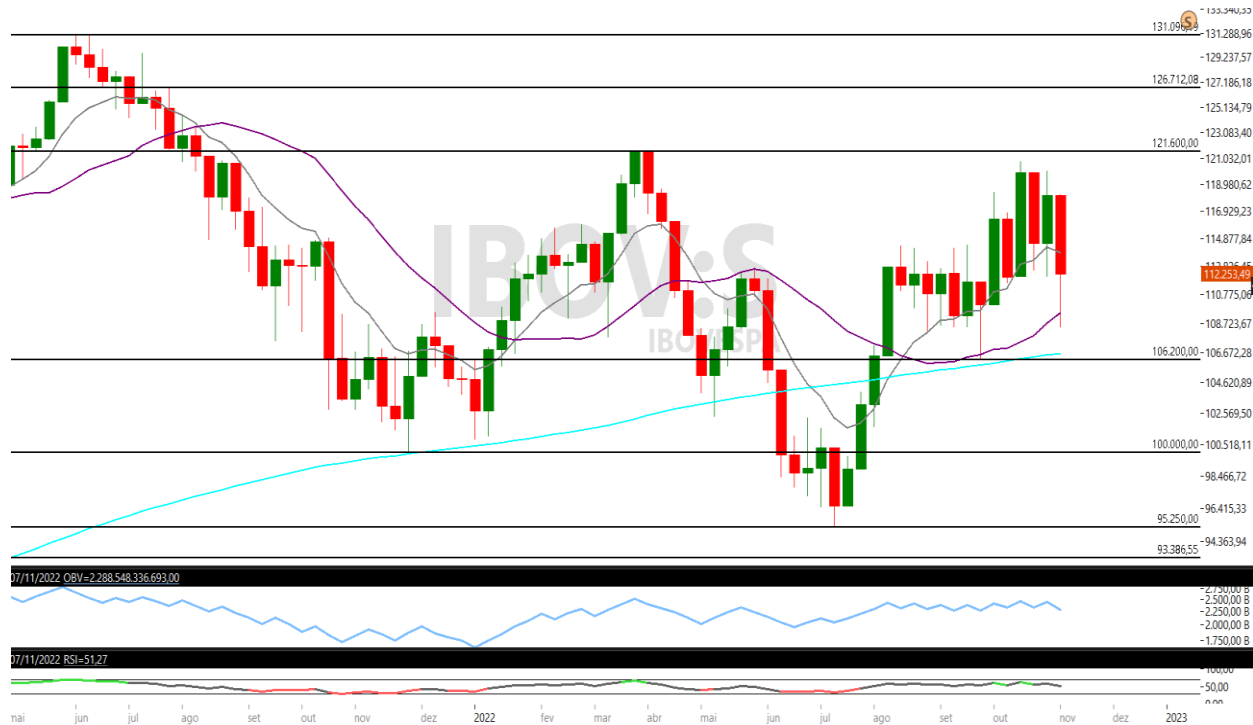 133.340,35
S
131.288,96
129.237,57
126.712,08
127.186,18
125.134,79
123.083,40
121.600,00
121.032,01
118.980,62
116.929,23
114.877,84
IBOV:S
IBOVESPA
112.253,49
110.775,06
108.723,67
106.200,00
106.672,28
104.620,89
102.569,50
100.000,00
100.518,11
98.466,72
96.415,33
95.250,00
94.363,94
93.386,55
07/11/2022 OBV=2.288.548.336.693,00
2.750,00 B
2.500,00 B
2.250,00 B
2.000,00 B
1.750,00 B
07/11/2022 RSI=51,27
100,00
50,00
0,00
mai jun jul ago set out nov dez 2022 fev mar abr mai jun jul ago set out nov dez 2023